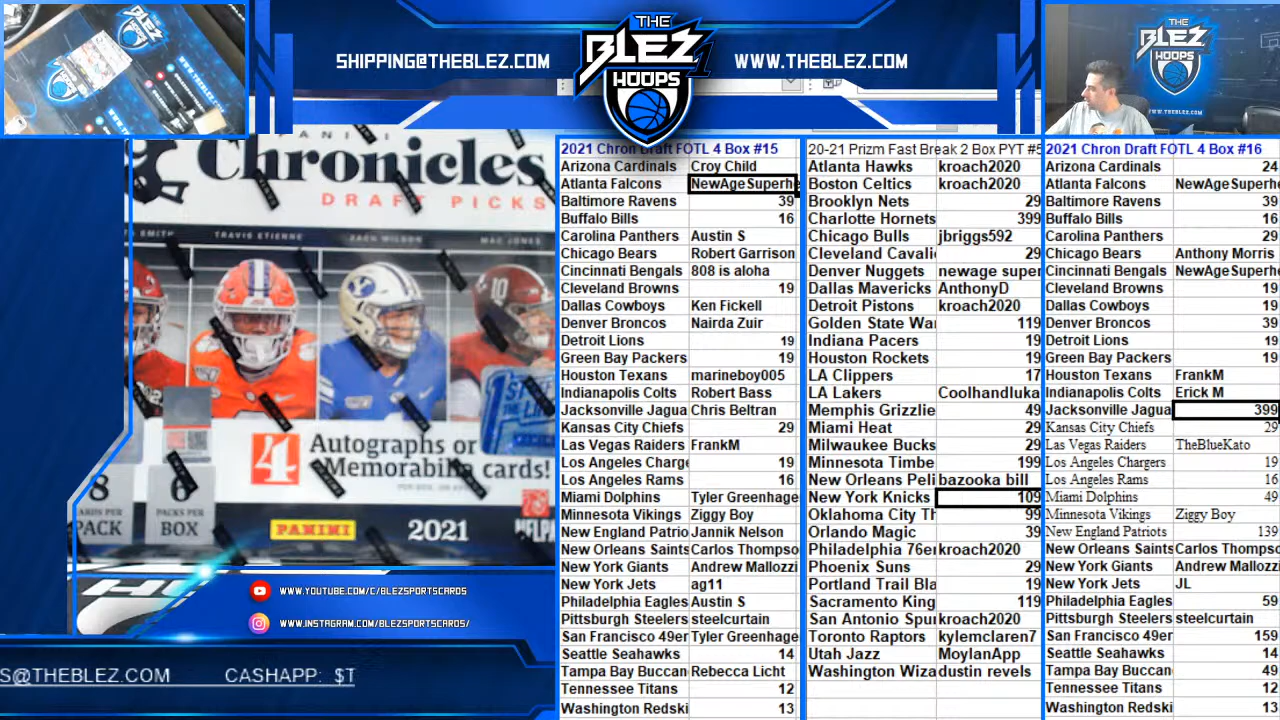 SHIPPING@THEBLEZ.COM
THE
BLEZ
HOOPS
WWW.THEBLEZ.COM
THE
BLEZ
HOOPS
WWW.THEBLEZ.COM
PANINI
Chronicles
DRAFT PICKS
SMITH
TRAVIS ETIENNE
ZACH WILSON
MAC JONES
4 Autographs or
Memorabilia cards!
8
CARDS PER
PACK
6
PACKS PER
BOX
PANINI
2021
NFLPA
WWW.YOUTUBE.COM/C/BLEZSPORTSCARDS
WWW.INSTAGRAM.COM/BLEZSPORTSCARDS/
S@THEBLEZ.COM CASHAPP: $T
2021 Chron Draft FOTL 4 Box #15
Arizona Cardinals Croy Child
Atlanta Falcons NewAgeSuperhe
Baltimore Ravens 39
Buffalo Bills 16
Carolina Panthers Austin S
Chicago Bears Robert Garrison
Cincinnati Bengals 808 is aloha
Cleveland Browns 19
Dallas Cowboys Ken Fickell
Denver Broncos Nairda Zuir
Detroit Lions 19
Green Bay Packers 19
Houston Texans marineboy005
Indianapolis Colts Robert Bass
Jacksonville Jagua Chris Beltran
Kansas City Chiefs 29
Las Vegas Raiders FrankM
Los Angeles Charge 19
Los Angeles Rams 16
Miami Dolphins Tyler Greenhage
Minnesota Vikings Ziggy Boy
New England Patrio Jannik Nelson
New Orleans Saints Carlos Thompso
New York Giants Andrew Mallozzi
New York Jets ag11
Philadelphia Eagles Austin S
Pittsburgh Steelers steelcurtain
San Francisco 49er Tyler Greenhage
Seattle Seahawks 14
Tampa Bay Buccan Rebecca Licht
Tennessee Titans 12
Washington Redski 13
20-21 Prizm Fast Break 2 Box PYT #5
Atlanta Hawks kroach2020
Boston Celtics kroach2020
Brooklyn Nets 29
Charlotte Hornets 399
Chicago Bulls jbriggs592
Cleveland Cavali 29
Denver Nuggets newage super
Dallas Mavericks AnthonyD
Detroit Pistons kroach2020
Golden State Wa 119
Indiana Pacers 19
Houston Rockets 19
LA Clippers 17
LA Lakers Coolhandluka
Memphis Grizzlie 49
Miami Heat 29
Milwaukee Bucks 29
Minnesota Timbe 199
New Orleans Peli bazooka bill
New York Knicks 109
Oklahoma City Th 99
Orlando Magic 39
Philadelphia 76er kroach2020
Phoenix Suns 29
Portland Trail Bla 19
Sacramento King 119
San Antonio Spu kroach2020
Toronto Raptors kylemclaren7
Utah Jazz MoylanApp
Washington Wiza dustin revels
2021 Chron Draft FOTL 4 Box #16
Arizona Cardinals 24
Atlanta Falcons NewAgeSuperh
Baltimore Ravens 39
Buffalo Bills 16
Carolina Panthers 29
Chicago Bears Anthony Morris
Cincinnati Bengals NewAgeSuperh
Cleveland Browns 19
Dallas Cowboys 19
Denver Broncos 39
Detroit Lions 19
Green Bay Packers 19
Houston Texans FrankM
Indianapolis Colts Erick M
Jacksonville Jagua 399
Kansas City Chiefs 29
Las Vegas Raiders TheBlueKato
Los Angeles Chargers 19
Los Angeles Rams 16
Miami Dolphins 49
Minnesota Vikings Ziggy Boy
New England Patriots 139
New Orleans Saints Carlos Thompso
New York Giants Andrew Mallozzi
New York Jets JL
Philadelphia Eagles 59
Pittsburgh Steelers steelcurtain
San Francisco 49er 159
Seattle Seahawks 14
Tampa Bay Buccan 49
Tennessee Titans 12
Washington Redski 13